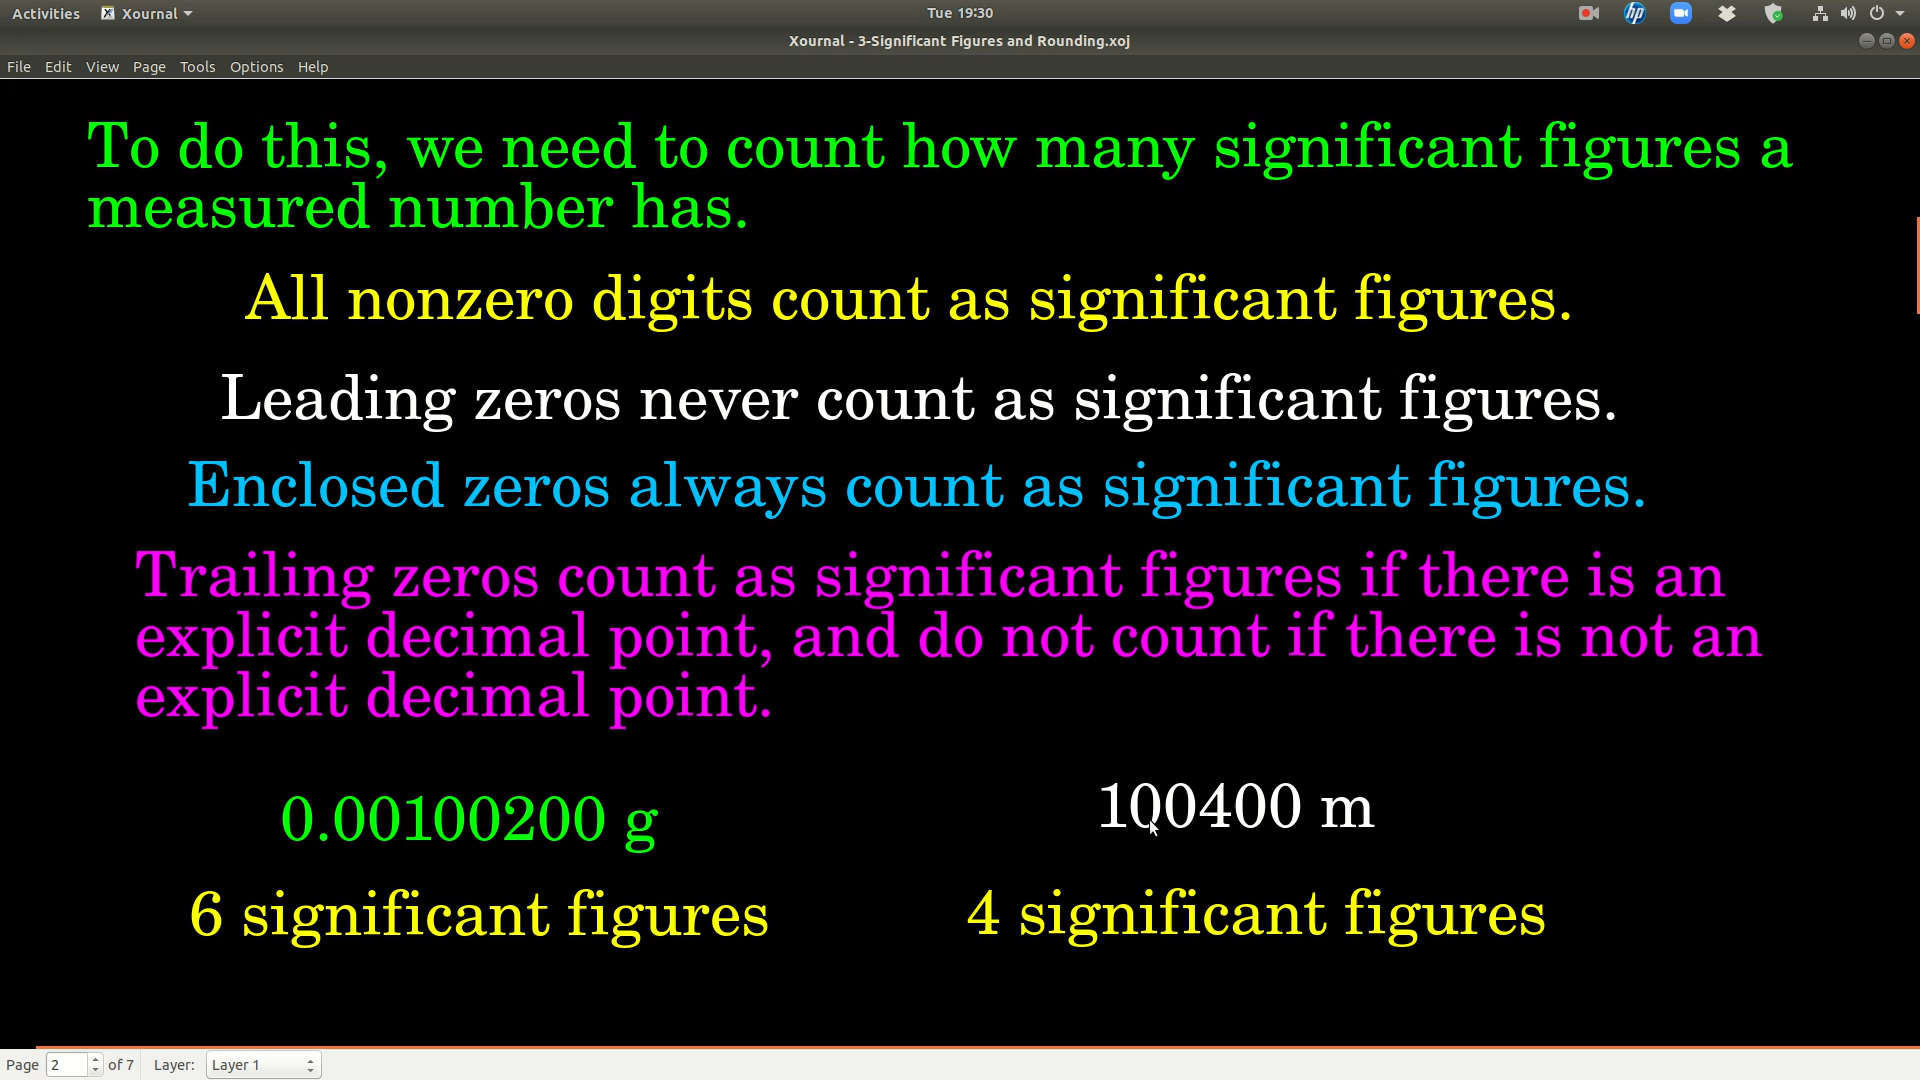 Activities Xournal Tue 19:30
Xournal - 3-Significant Figures and Rounding.xoj
File Edit View Page Tools Options Help
To do this, we need to count how many significant figures a
measured number has.
All nonzero digits count as significant figures.
Leading zeros never count as significant figures.
Enclosed zeros always count as significant figures.
Trailing zeros count as significant figures if there is an
explicit decimal point, and do not count if there is not an
explicit decimal point.
0.00100200 g 100400 m
6 significant figures 4 significant figures
Page 2 of 7 Layer: Layer 1